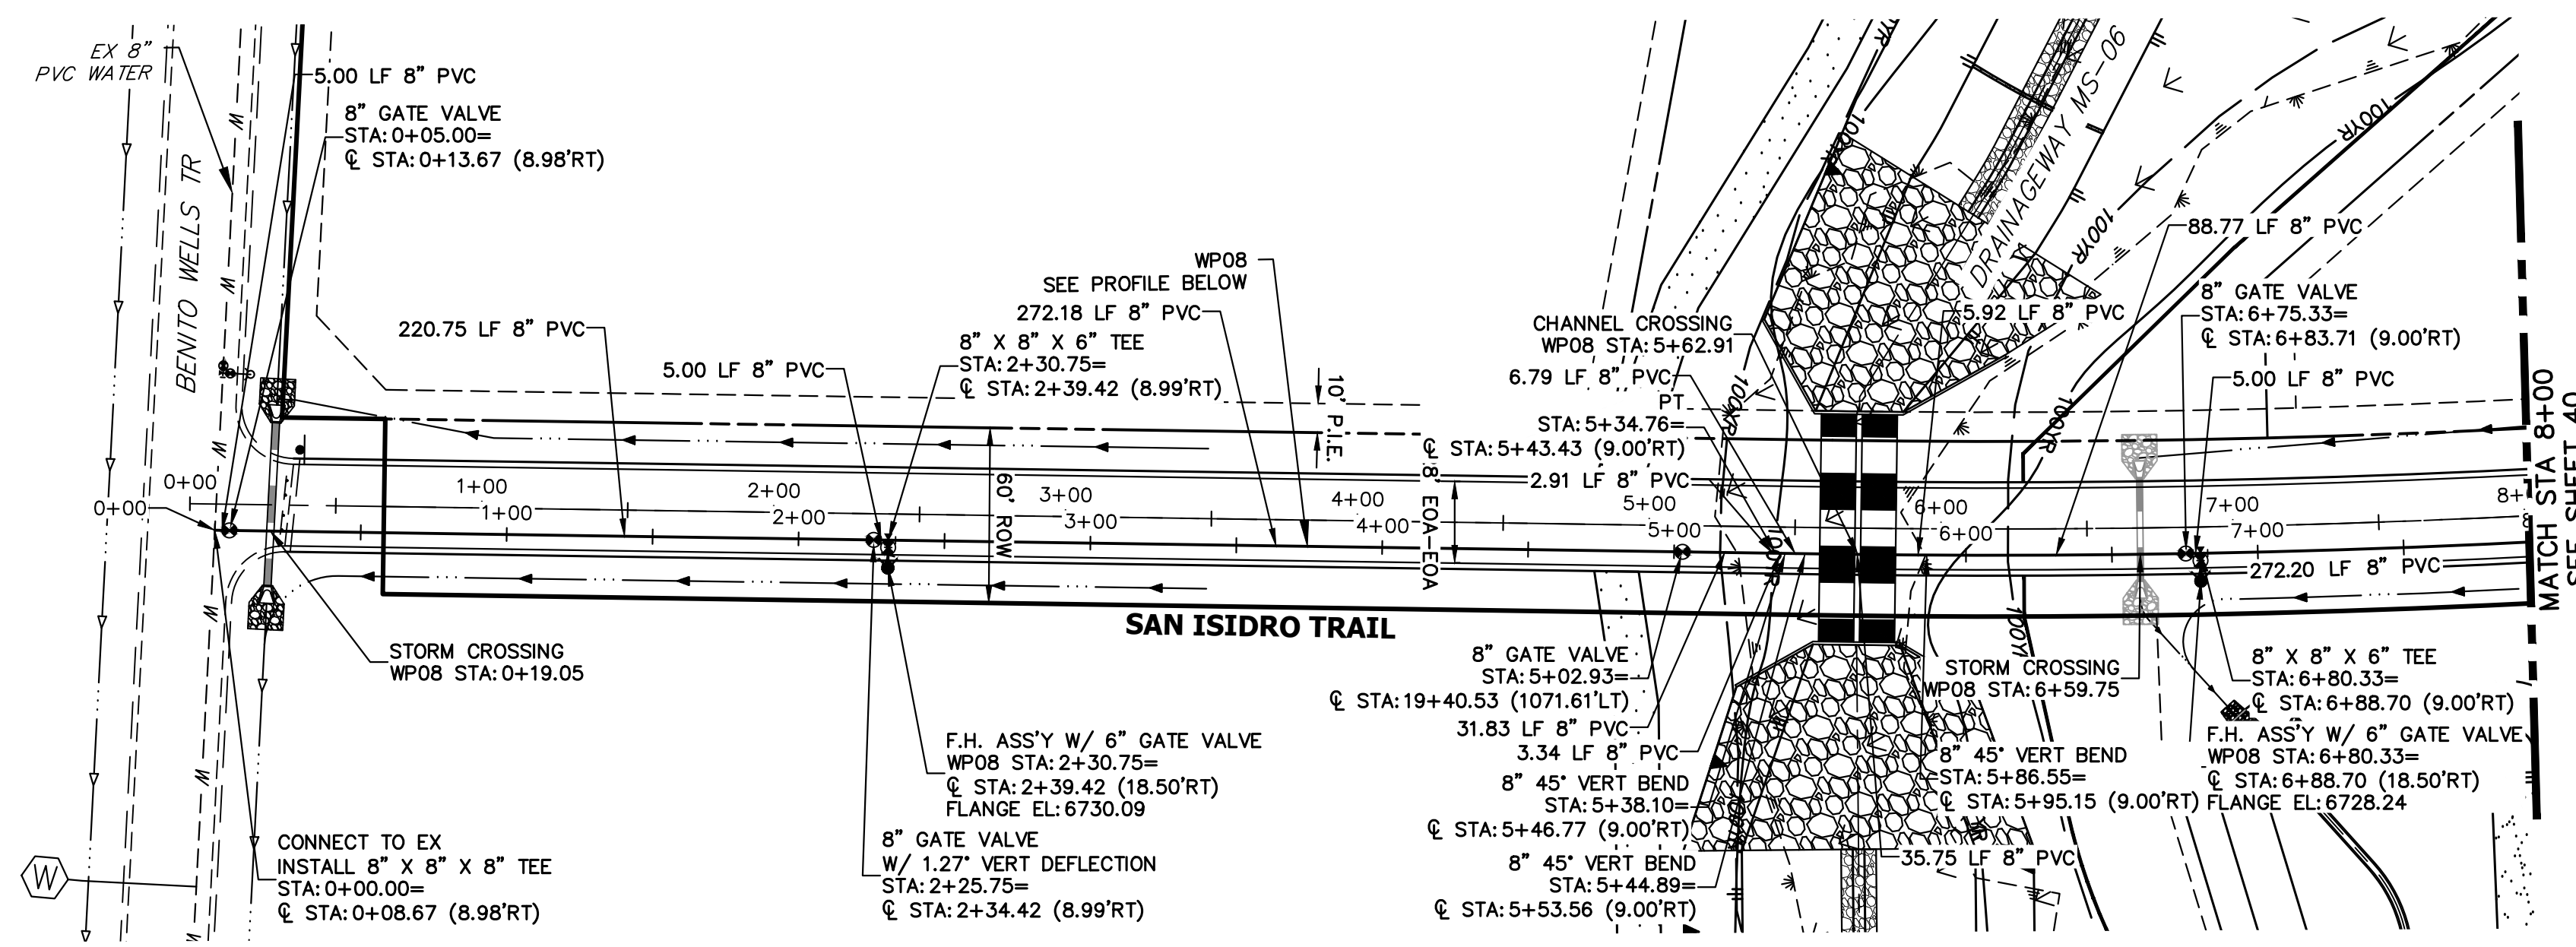 EX 8"
PVC WATER
5.00 LF 8" PVC
8" GATE VALVE
STA:0+05.00=
℄ STA:0+13.67 (8.98'RT)
BENITO WELLS TR
W
W
W
W
W
W
W
220.75 LF 8" PVC
5.00 LF 8" PVC
WP08
SEE PROFILE BELOW
272.18 LF 8" PVC
8" X 8" X 6" TEE
STA:2+30.75=
℄ STA:2+39.42 (8.99'RT)
10' P.I.E.
60' ROW
EOA-EOA
0+00
0+00
1+00
1+00
2+00
2+00
3+00
3+00
4+00
4+00
5+00
5+00
6+00
6+00
7+00
7+00
SAN ISIDRO TRAIL
STORM CROSSING
WP08 STA:0+19.05
CONNECT TO EX
INSTALL 8" X 8" X 8" TEE
STA:0+00.00=
℄ STA:0+08.67 (8.98'RT)
W
F.H. ASS'Y W/ 6" GATE VALVE
WP08 STA:2+30.75=
℄ STA:2+39.42 (18.50'RT)
FLANGE EL:6730.09
8" GATE VALVE
W/ 1.27° VERT DEFLECTION
STA:2+25.75=
℄ STA:2+34.42 (8.99'RT)
CHANNEL CROSSING
WP08 STA:5+62.91
6.79 LF 8" PVC
PT
STA:5+34.76=
℄ STA:5+43.43 (9.00'RT)
2.91 LF 8" PVC
8" GATE VALVE
STA:5+02.93=
℄ STA:19+40.53 (1071.61'LT)
31.83 LF 8" PVC
3.34 LF 8" PVC
8" 45° VERT BEND
STA:5+38.10=
℄ STA:5+46.77 (9.00'RT)
8" 45° VERT BEND
STA:5+44.89=
℄ STA:5+53.56 (9.00'RT)
DRAINAGEWAY MS-06
100YR
100YR
100YR
100YR
5.92 LF 8" PVC
88.77 LF 8" PVC
8" GATE VALVE
STA:6+75.33=
℄ STA:6+83.71 (9.00'RT)
5.00 LF 8" PVC
272.20 LF 8" PVC
STORM CROSSING
WP08 STA:6+59.75
8" X 8" X 6" TEE
STA:6+80.33=
℄ STA:6+88.70 (9.00'RT)
F.H. ASS'Y W/ 6" GATE VALVE
WP08 STA:6+80.33=
℄ STA:6+88.70 (18.50'RT)
FLANGE EL:6728.24
8" 45° VERT BEND
STA:5+86.55=
℄ STA:5+95.15 (9.00'RT)
35.75 LF 8" PVC
MATCH STA 8+00